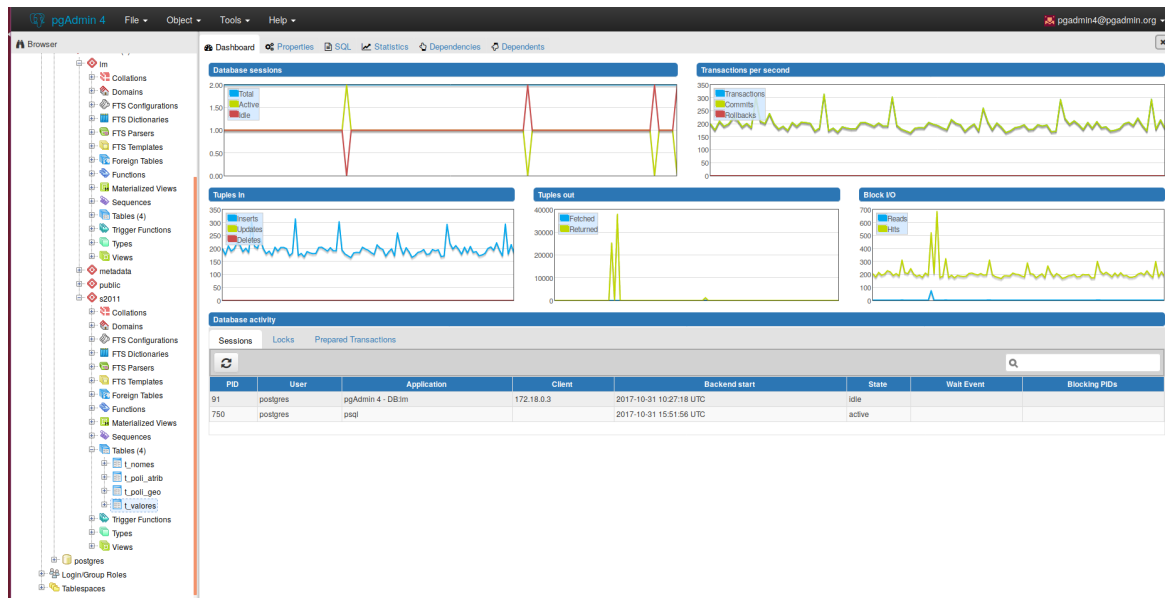 pgAdmin 4 File Object Tools Help pgadmin4@pgadmin.org
Browser
lm
Collations
Domains
FTS Configurations
FTS Dictionaries
FTS Parsers
FTS Templates
Foreign Tables
Functions
Materialized Views
Sequences
Tables (4)
Trigger Functions
Types
Views
metadata
public
s2011
Collations
Domains
FTS Configurations
FTS Dictionaries
FTS Parsers
FTS Templates
Foreign Tables
Functions
Materialized Views
Sequences
Tables (4)
t_nomes
t_poli_atrib
t_poli_geo
t_valores
Trigger Functions
Types
Views
postgres
Login/Group Roles
Tablespaces
Dashboard Properties SQL Statistics Dependencies Dependents
Database sessions
2.00
1.50
1.00
0.50
0.00
Total
Active
Idle
Transactions per second
350
300
250
200
150
100
50
0
Transactions
Commits
Rollbacks
Tuples in
350
300
250
200
150
100
50
0
Inserts
Updates
Deletes
Tuples out
40000
30000
20000
10000
0
Fetched
Returned
Block I/O
700
600
500
400
300
200
100
0
Reads
Hits
Database activity
Sessions Locks Prepared Transactions
PID User Application Client Backend start State Wait Event Blocking PIDs
91 postgres pgAdmin 4 - DB:lm 172.18.0.3 2017-10-31 10:27:18 UTC idle
750 postgres psql 2017-10-31 15:51:56 UTC active